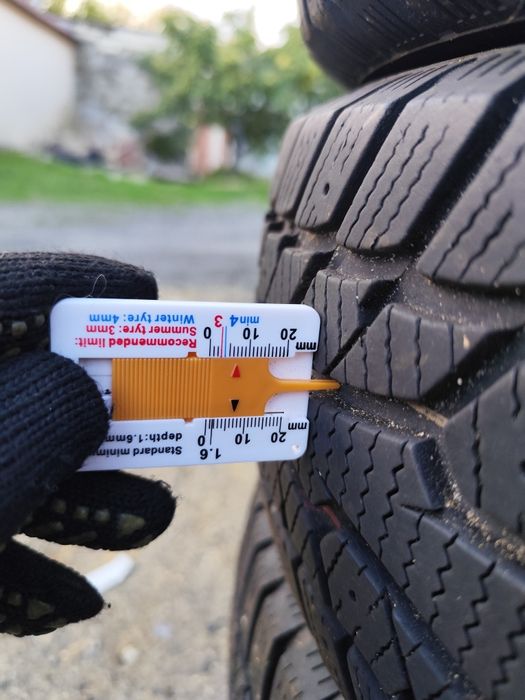 Recommended limit:
Summer tyre: 3mm
Winter tyre: 4mm
3 min4
0 10 20 mm
0 10 20 mm
1.6
Standard
depth:1.6mm